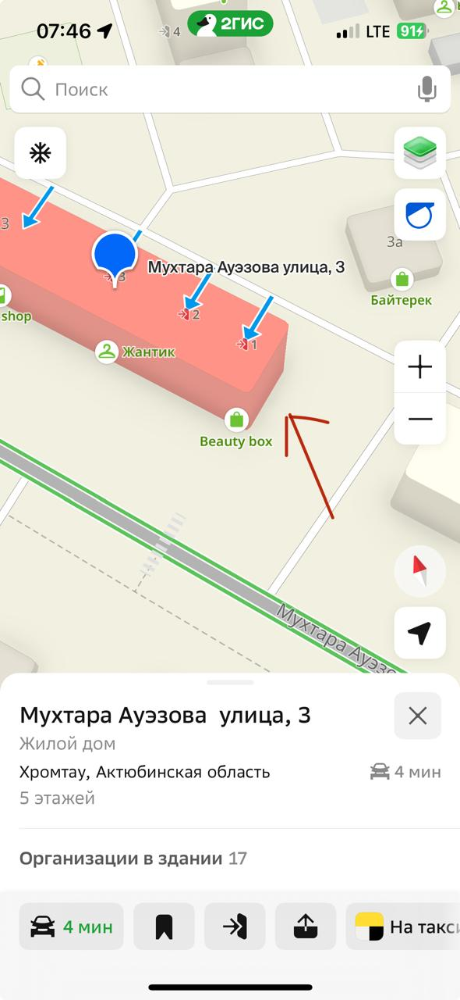 07:46
4
2ГИС
LTE
91
Поиск
3
3а
3
Мухтара Ауэзова улица, 3
Байтерек
shop
2
1
Жантик
Beauty box
Мухтара Ауэзо
Мухтара Ауэзова улица, 3
Жилой дом
Хромтау, Актюбинская область
4 мин
5 этажей
Организации в здании 17
4 мин
На такси